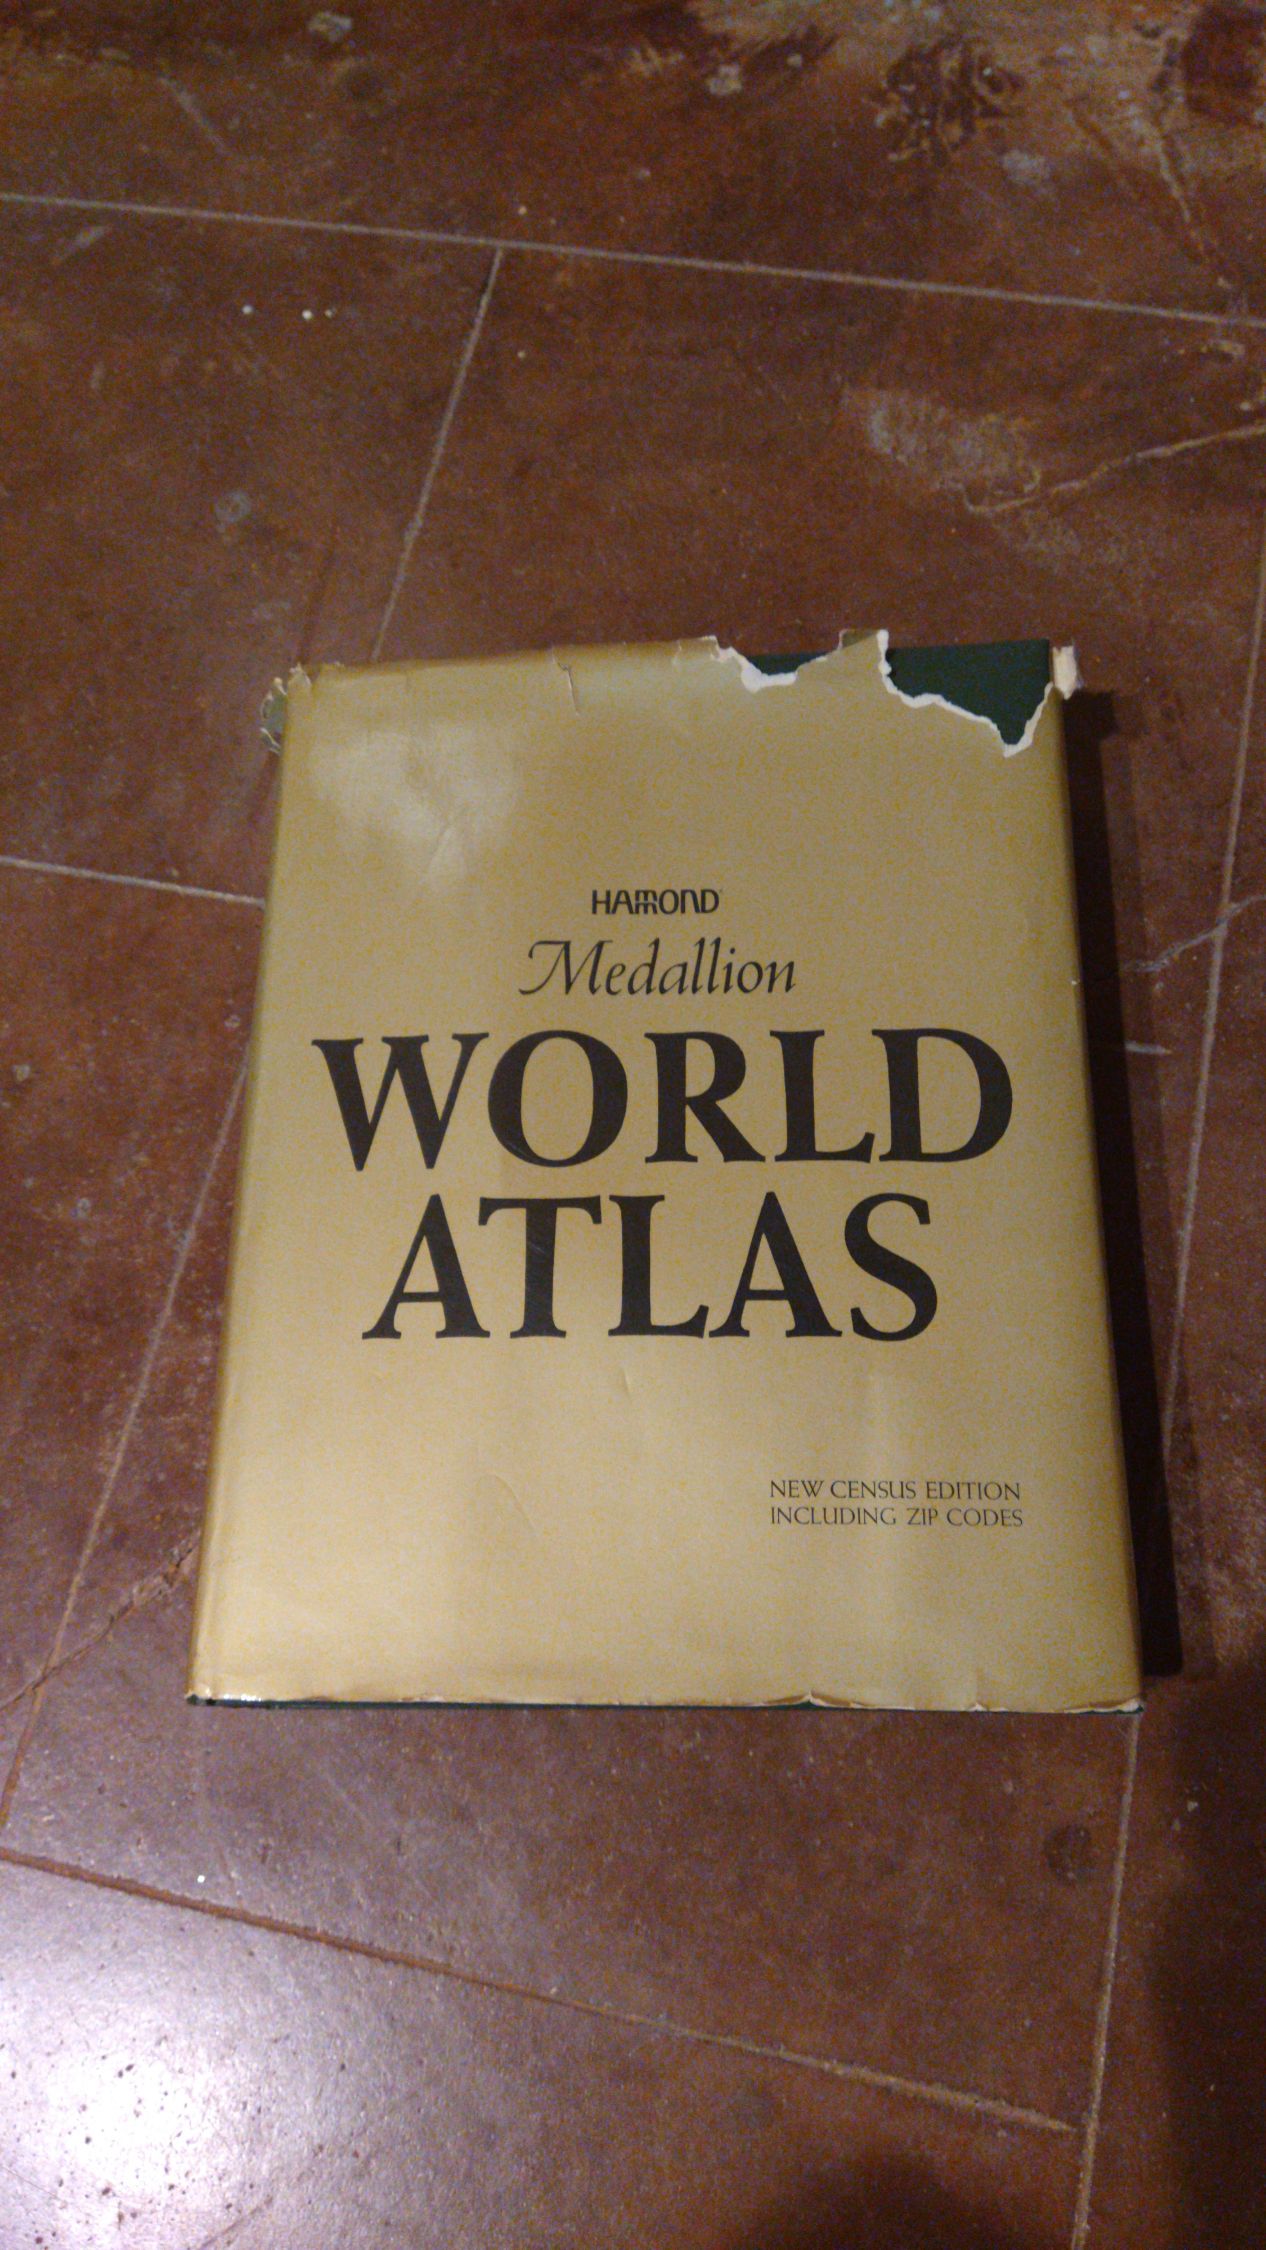 HAMMOND
Medallion
WORLD
ATLAS
NEW CENSUS EDITION
INCLUDING ZIP CODES